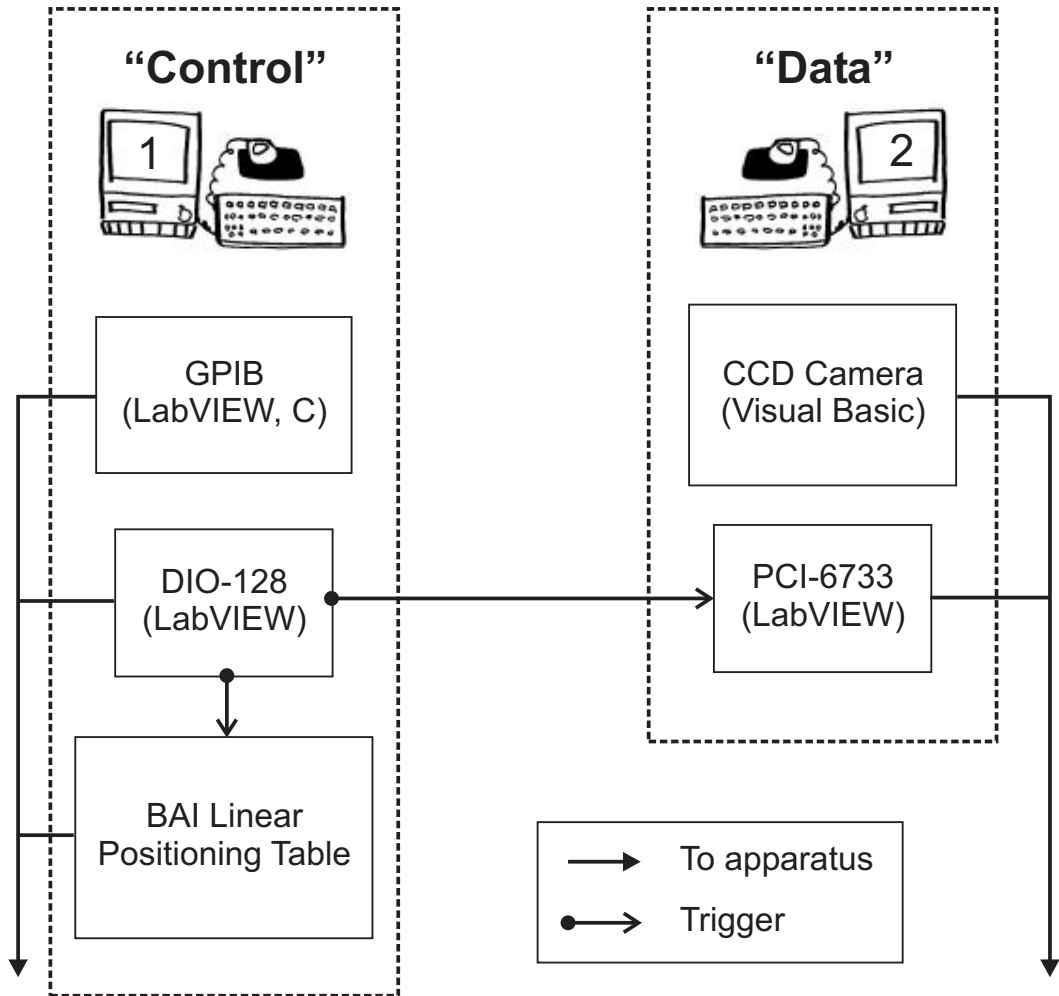 “Control”
1
GPIB
(LabVIEW, C)
DIO-128
(LabVIEW)
BAI Linear
Positioning Table
“Data”
2
CCD Camera
(Visual Basic)
PCI-6733
(LabVIEW)
To apparatus
Trigger